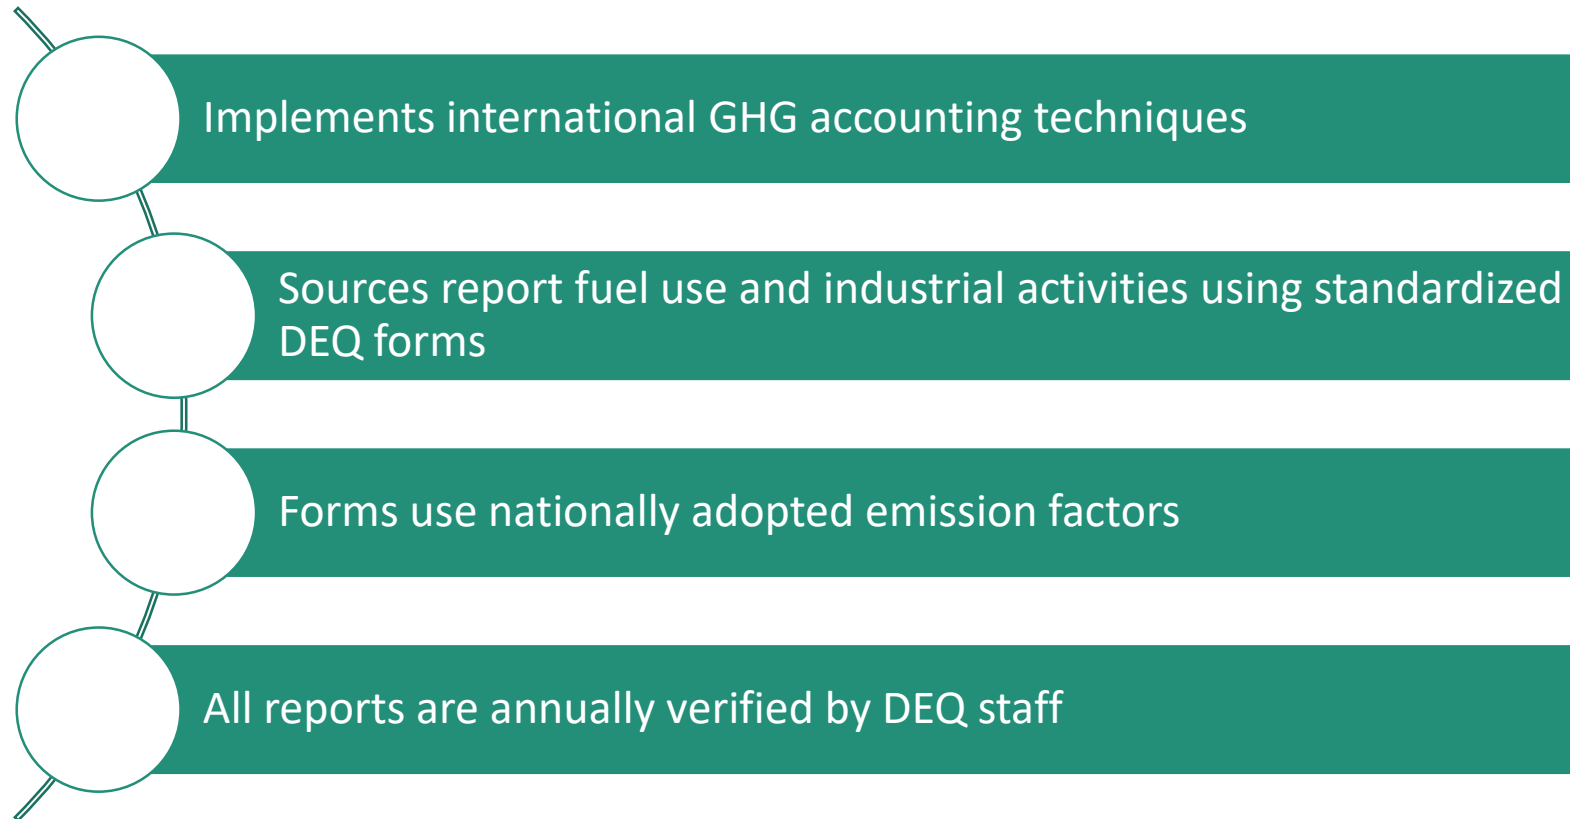 Implements international GHG accounting techniques
Sources report fuel use and industrial activities using standardized
DEQ forms
Forms use nationally adopted emission factors
All reports are annually verified by DEQ staff